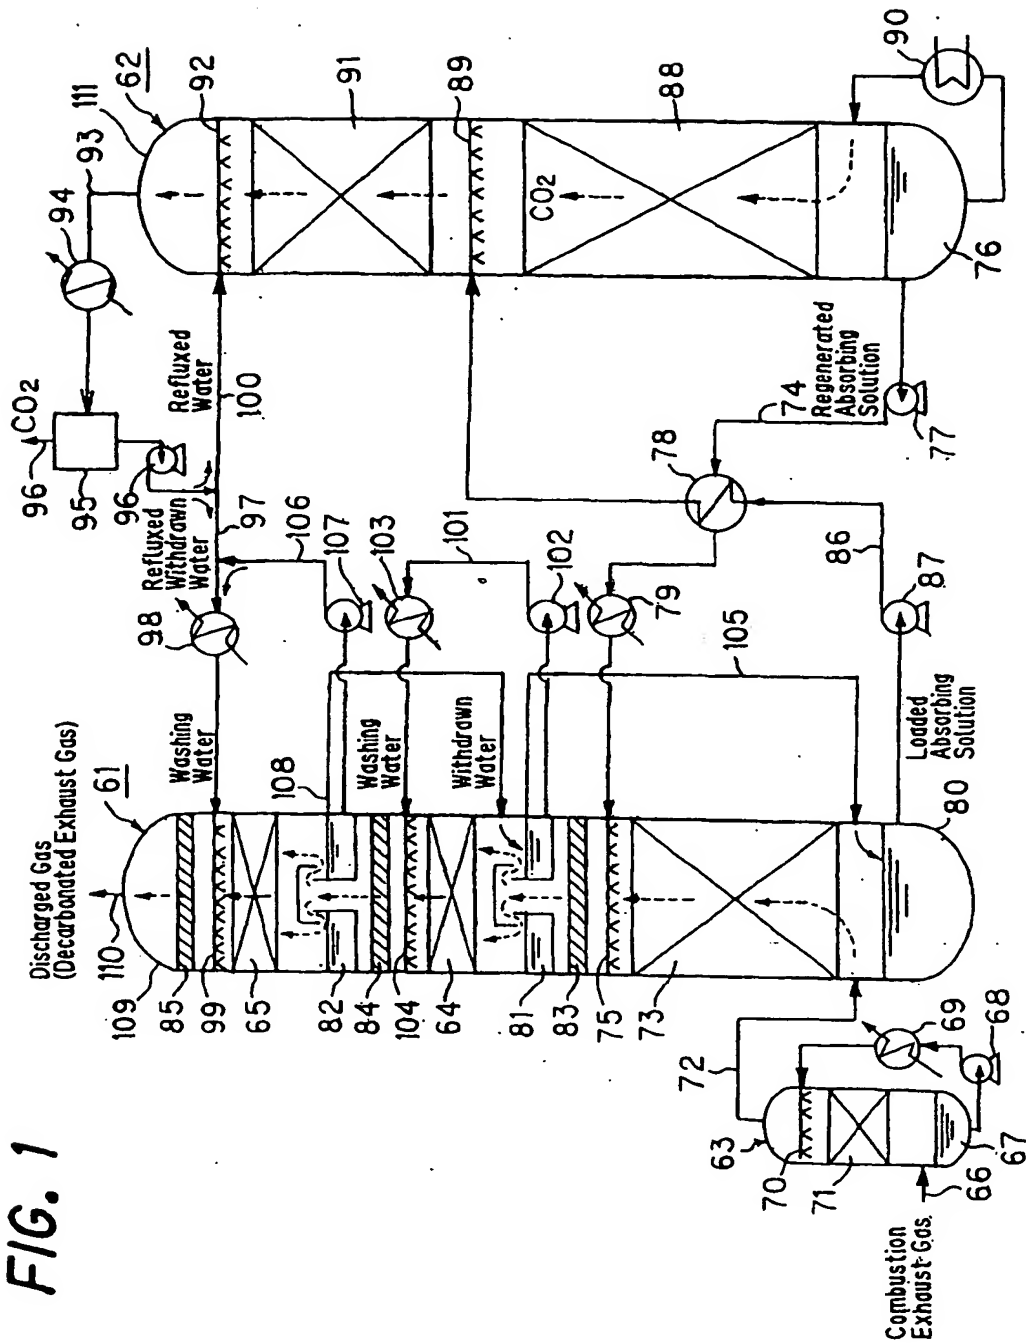 FIG. 1
Discharged Gas
(Decarbonated Exhaust Gas)
110
61
109
85
99
65
82
84
104
64
81
83
75
73
80
108
Washing
Water
Washing
Water
Withdrawn
Water
105
98
Refluxed
Withdrawn
Water
97
106
107
103
101
102
79
100
Refluxed
Water
96
CO2
95
96
94
93
111
62
92
91
89
88
CO2
90
76
78
74
Regenerated
Absorbing
Solution
77
86
87
Loaded
Absorbing
Solution
72
63
70
71
66
67
68
69
Combustion
Exhaust Gas